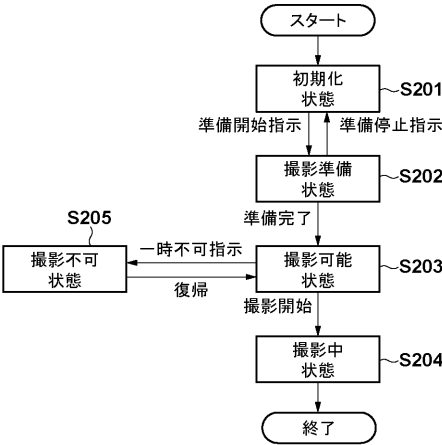 スタート
初期化
状態
S201
準備開始指示
準備停止指示
撮影準備
状態
S202
準備完了
S205
一時不可指示
撮影不可
状態
復帰
撮影可能
状態
S203
撮影開始
撮影中
状態
S204
終了